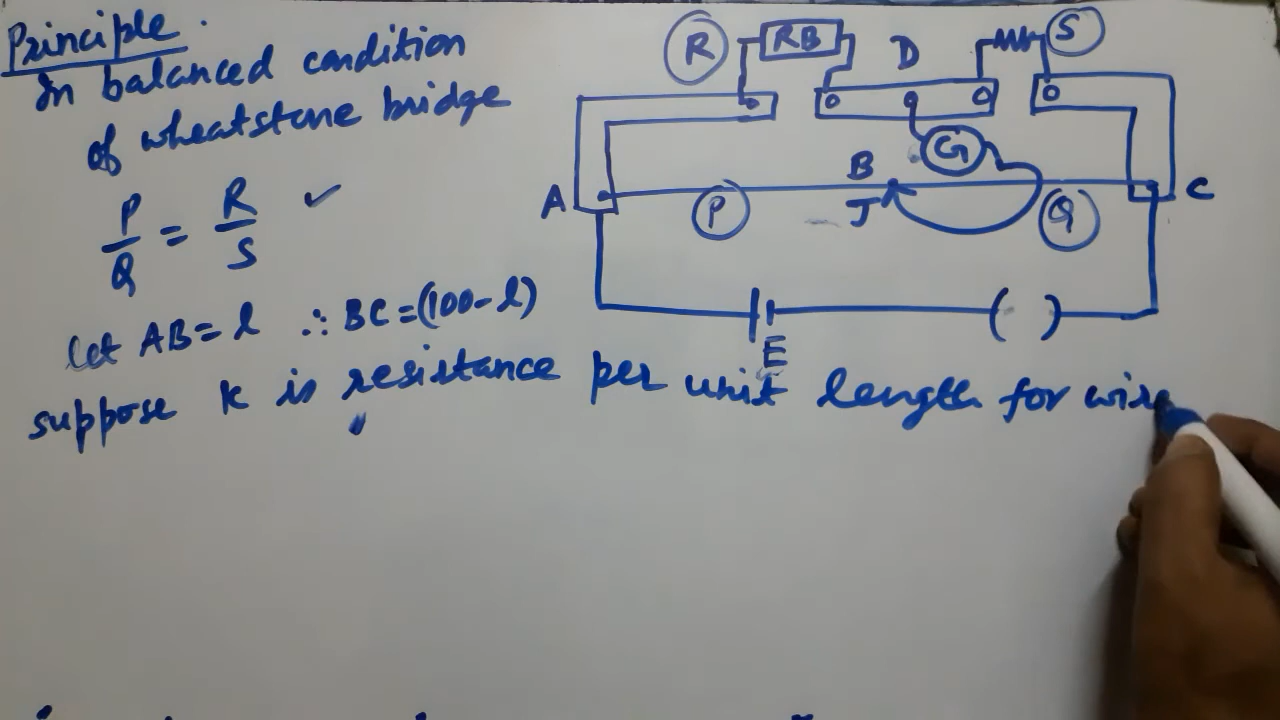 Principle.
In balanced condition
of wheatstone bridge
P/Q = R/S ✓
let AB = l ∴ BC = (100 - l)
suppose K is resistance per unit length for wire
R
RB
D
S
G
A
B
C
P
J
Q
E
( )